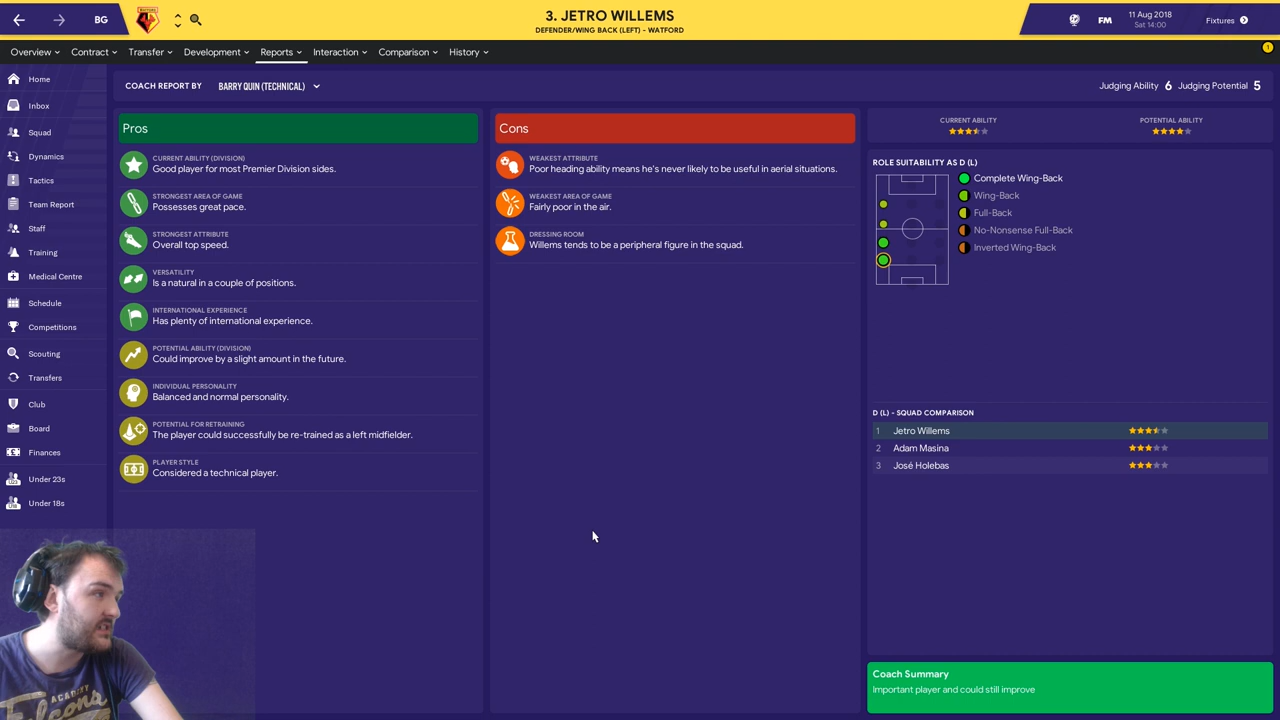 BG
3. JETRO WILLEMS
DEFENDER/WING BACK (LEFT) - WATFORD
FM
11 Aug 2018
Sat 14:00
Fixtures
Overview
Contract
Transfer
Development
Reports
Interaction
Comparison
History
1
Home
Inbox
Squad
Dynamics
Tactics
Team Report
Staff
Training
Medical Centre
Schedule
Competitions
Scouting
Transfers
Club
Board
Finances
Under 23s
Under 18s
COACH REPORT BY
BARRY QUIN (TECHNICAL)
Judging Ability 6
Judging Potential 5
Pros
CURRENT ABILITY (DIVISION)
Good player for most Premier Division sides.
STRONGEST AREA OF GAME
Possesses great pace.
STRONGEST ATTRIBUTE
Overall top speed.
VERSATILITY
Is a natural in a couple of positions.
INTERNATIONAL EXPERIENCE
Has plenty of international experience.
POTENTIAL ABILITY (DIVISION)
Could improve by a slight amount in the future.
INDIVIDUAL PERSONALITY
Balanced and normal personality.
POTENTIAL FOR RETRAINING
The player could successfully be re-trained as a left midfielder.
PLAYER STYLE
Considered a technical player.
Cons
WEAKEST ATTRIBUTE
Poor heading ability means he's never likely to be useful in aerial situations.
WEAKEST AREA OF GAME
Fairly poor in the air.
DRESSING ROOM
Willems tends to be a peripheral figure in the squad.
CURRENT ABILITY
POTENTIAL ABILITY
ROLE SUITABILITY AS D (L)
Complete Wing-Back
Wing-Back
Full-Back
No-Nonsense Full-Back
Inverted Wing-Back
D (L) - SQUAD COMPARISON
1 Jetro Willems
2 Adam Masina
3 José Holebas
Coach Summary
Important player and could still improve